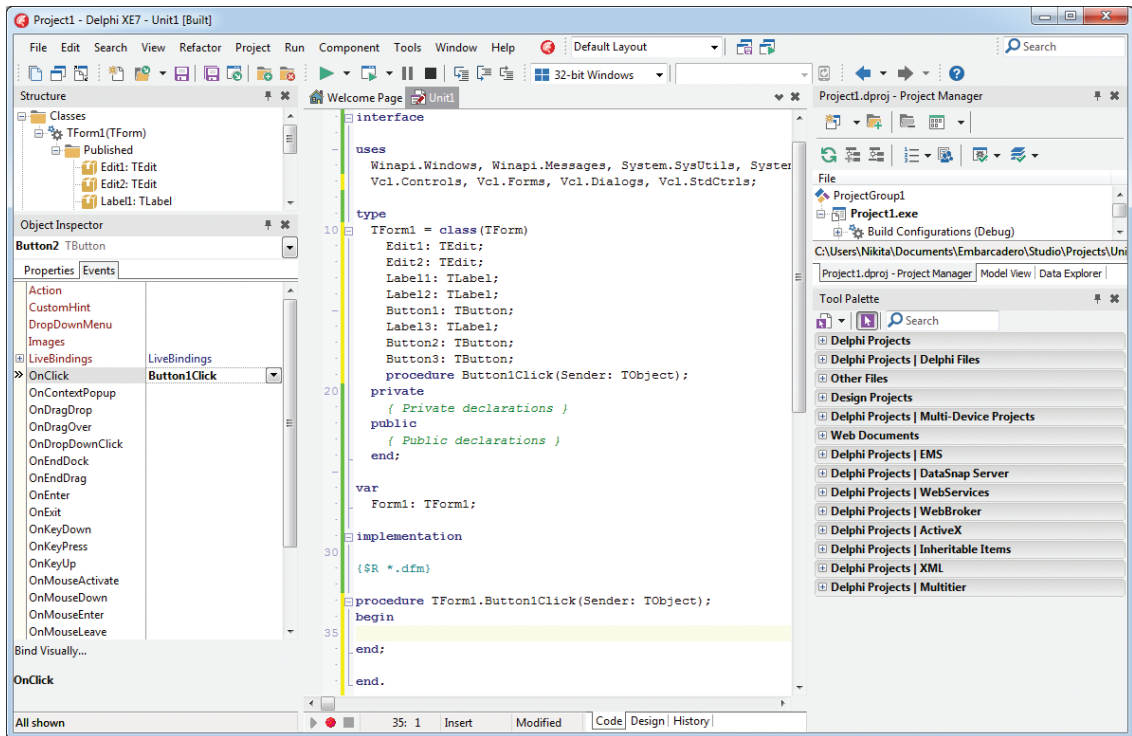 Project1 - Delphi XE7 - Unit1 [Built]
File Edit Search View Refactor Project Run Component Tools Window Help Default Layout Search
32-bit Windows
Structure
Classes
TForm1(TForm)
Published
Edit1: TEdit
Edit2: TEdit
Label1: TLabel
Object Inspector
Button2 TButton
Properties Events
Action
CustomHint
DropDownMenu
Images
LiveBindings LiveBindings
OnClick Button1Click
OnContextPopup
OnDragDrop
OnDragOver
OnDropDownClick
OnEndDock
OnEndDrag
OnEnter
OnExit
OnKeyDown
OnKeyPress
OnKeyUp
OnMouseActivate
OnMouseDown
OnMouseEnter
OnMouseLeave
Bind Visually...
OnClick
All shown
Welcome Page Unit1
interface
uses
Winapi.Windows, Winapi.Messages, System.SysUtils, System
Vcl.Controls, Vcl.Forms, Vcl.Dialogs, Vcl.StdCtrls;
type
10 TForm1 = class(TForm)
Edit1: TEdit;
Edit2: TEdit;
Label1: TLabel;
Label2: TLabel;
Button1: TButton;
Label3: TLabel;
Button2: TButton;
Button3: TButton;
procedure Button1Click(Sender: TObject);
20 private
{ Private declarations }
public
{ Public declarations }
end;
var
Form1: TForm1;
implementation
30
{$R *.dfm}
procedure TForm1.Button1Click(Sender: TObject);
begin
35
end;
end.
35: 1 Insert Modified Code Design History
Project1.dproj - Project Manager
File
ProjectGroup1
Project1.exe
Build Configurations (Debug)
C:\Users\Nikita\Documents\Embarcadero\Studio\Projects\Uni
Project1.dproj - Project Manager Model View Data Explorer
Tool Palette
Search
Delphi Projects
Delphi Projects | Delphi Files
Other Files
Design Projects
Delphi Projects | Multi-Device Projects
Web Documents
Delphi Projects | EMS
Delphi Projects | DataSnap Server
Delphi Projects | WebServices
Delphi Projects | WebBroker
Delphi Projects | ActiveX
Delphi Projects | Inheritable Items
Delphi Projects | XML
Delphi Projects | Multitier